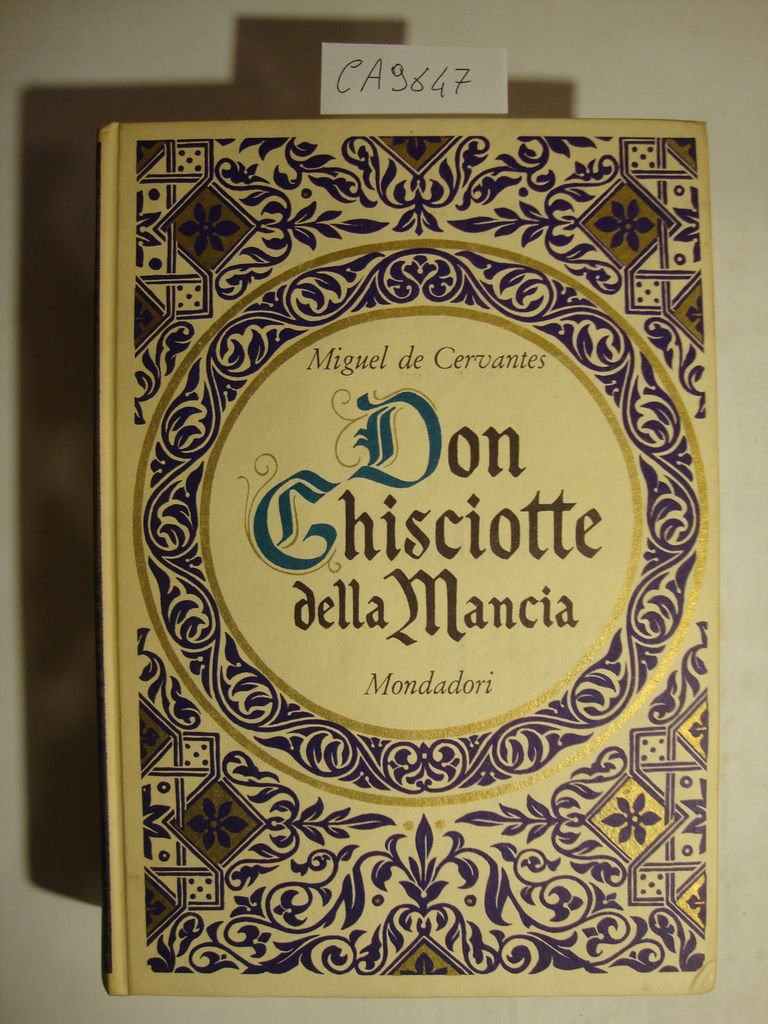 CA9847
Miguel de Cervantes
Don
Chisciotte
della Mancia
Mondadori